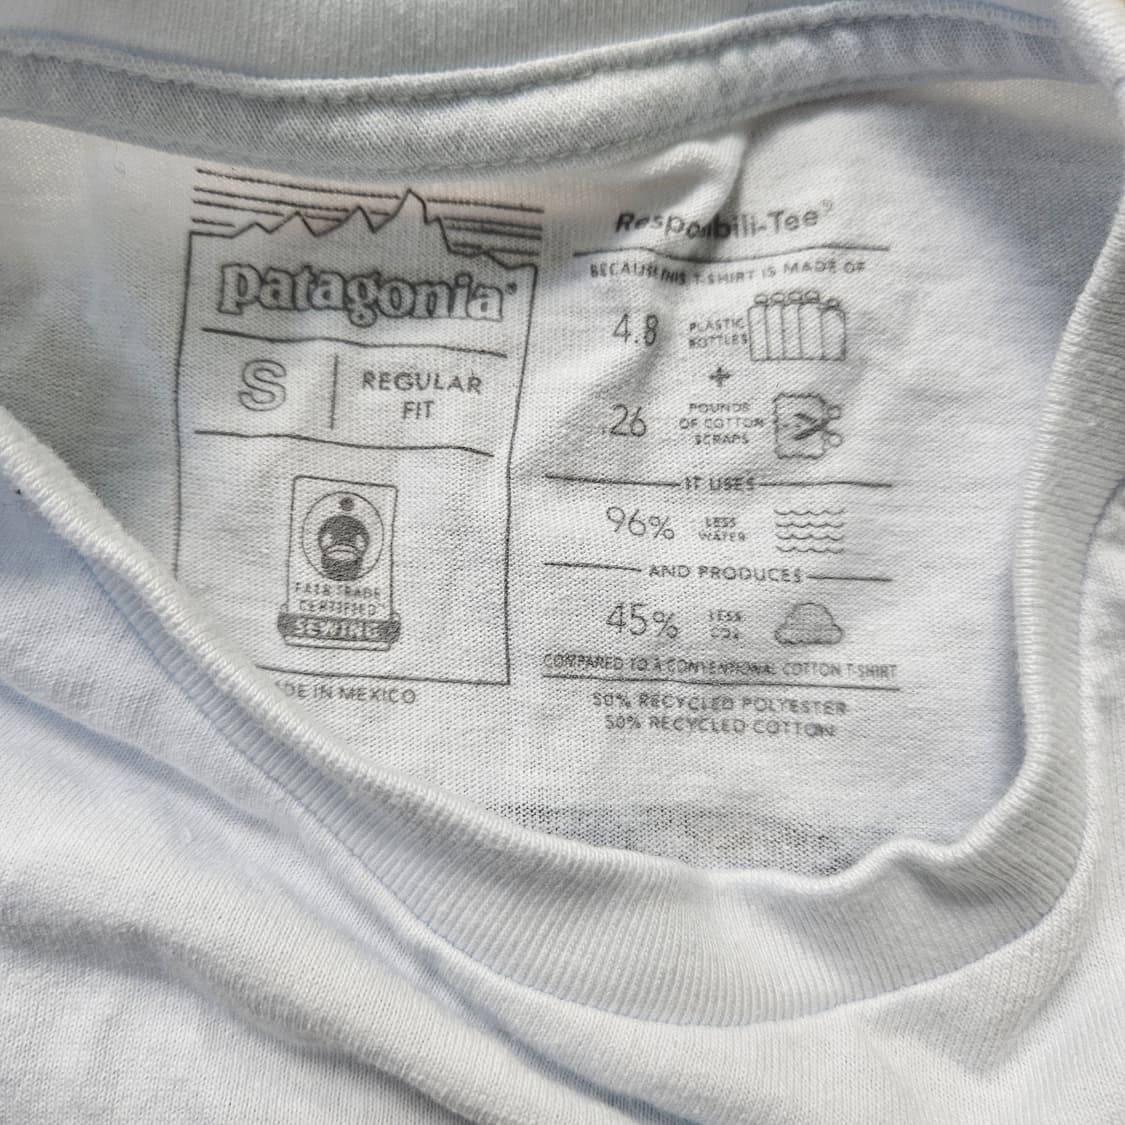 patagonia®
S
REGULAR
FIT
FAIR TRADE
CERTIFIED™
SEWING
DE IN MEXICO
Responsibili-Tee®
BECAUSE THIS T-SHIRT IS MADE OF
4.8 PLASTIC
BOTTLES
+
.26 POUNDS
OF COTTON
SCRAPS
IT USES
96% LESS
WATER
AND PRODUCES
45% LESS
CO2
COMPARED TO A CONVENTIONAL COTTON T-SHIRT
50% RECYCLED POLYESTER
50% RECYCLED COTTON